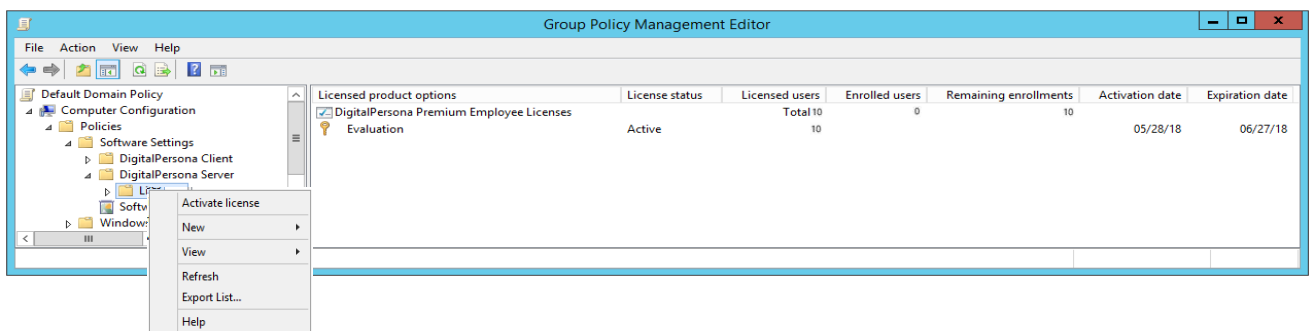 Group Policy Management Editor
File Action View Help
Default Domain Policy
Computer Configuration
Policies
Software Settings
DigitalPersona Client
DigitalPersona Server
Licensed product options Licensed users License status Enrolled users Remaining enrollments Activation date Expiration date
DigitalPersona Premium Employee Licenses Total 10 0 10
Evaluation Active 10 05/28/18 06/27/18
Activate license
New
View
Refresh
Export List...
Help